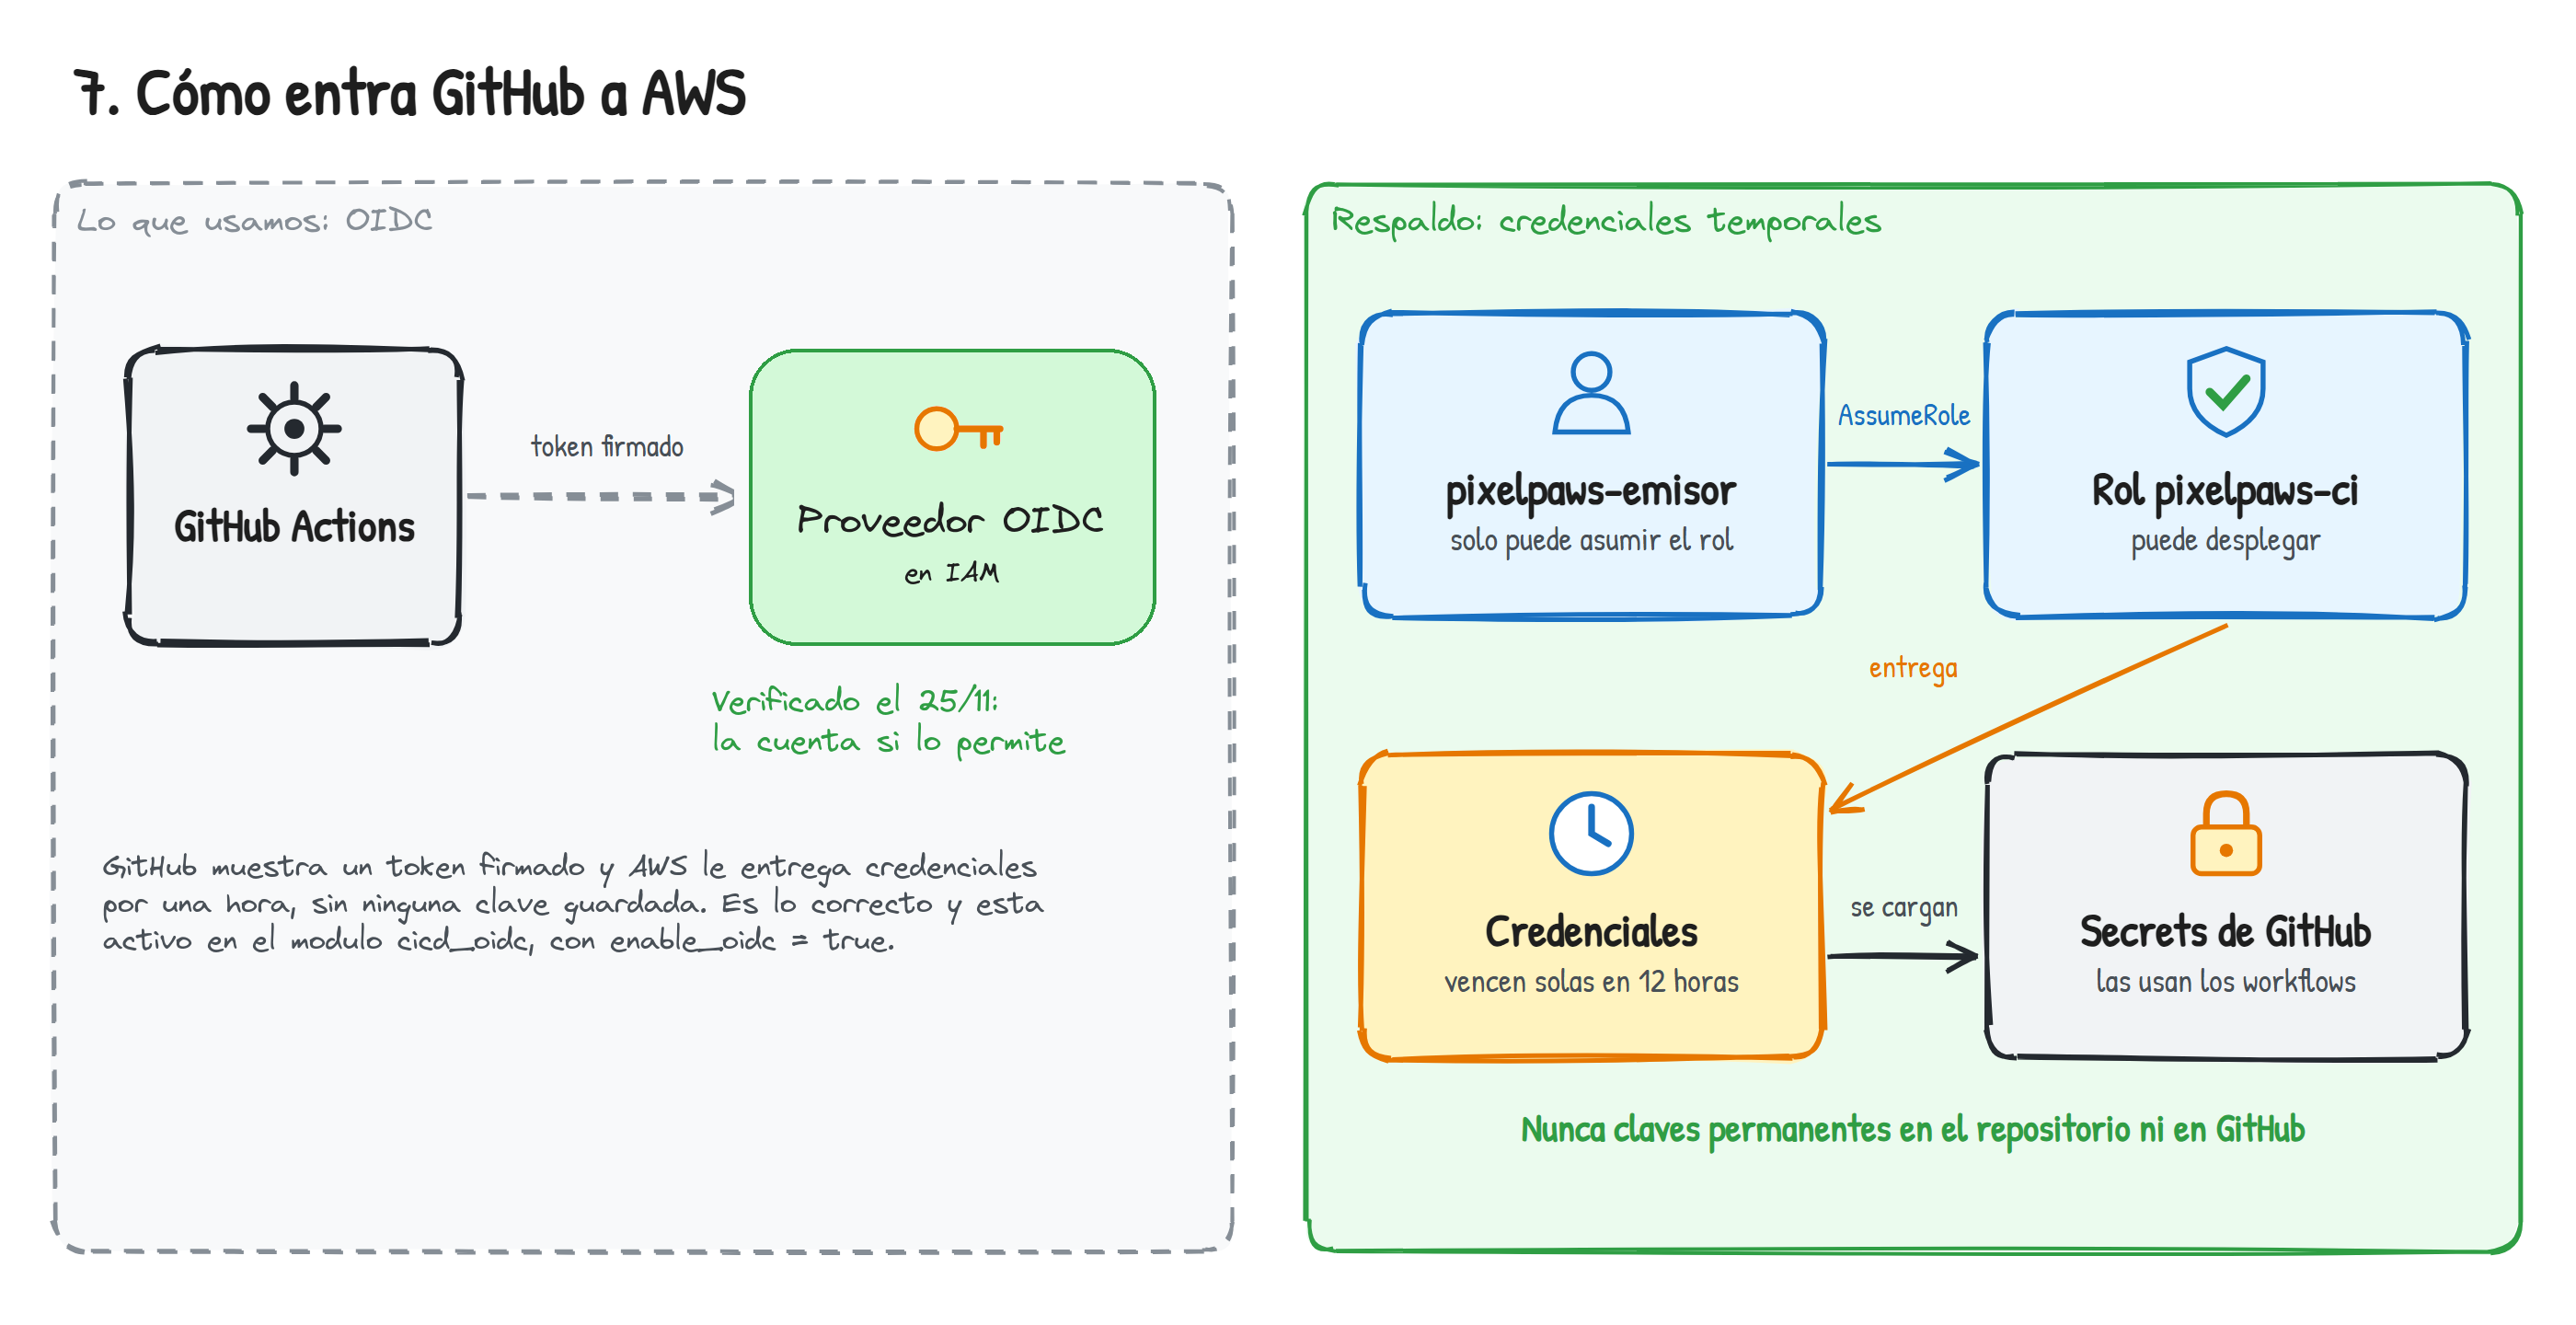 7. Cómo entra GitHub a AWS
Lo que usamos: OIDC
GitHub Actions
token firmado
Proveedor OIDC
en IAM
Verificado el 25/11:
la cuenta si lo permite
GitHub muestra un token firmado y AWS le entrega credenciales
por una hora, sin ninguna clave guardada. Es lo correcto y esta
activo en el modulo cicd_oidc, con enable_oidc = true.
Respaldo: credenciales temporales
pixelpaws-emisor
solo puede asumir el rol
AssumeRole
Rol pixelpaws-ci
puede desplegar
entrega
Credenciales
vencen solas en 12 horas
se cargan
Secrets de GitHub
las usan los workflows
Nunca claves permanentes en el repositorio ni en GitHub